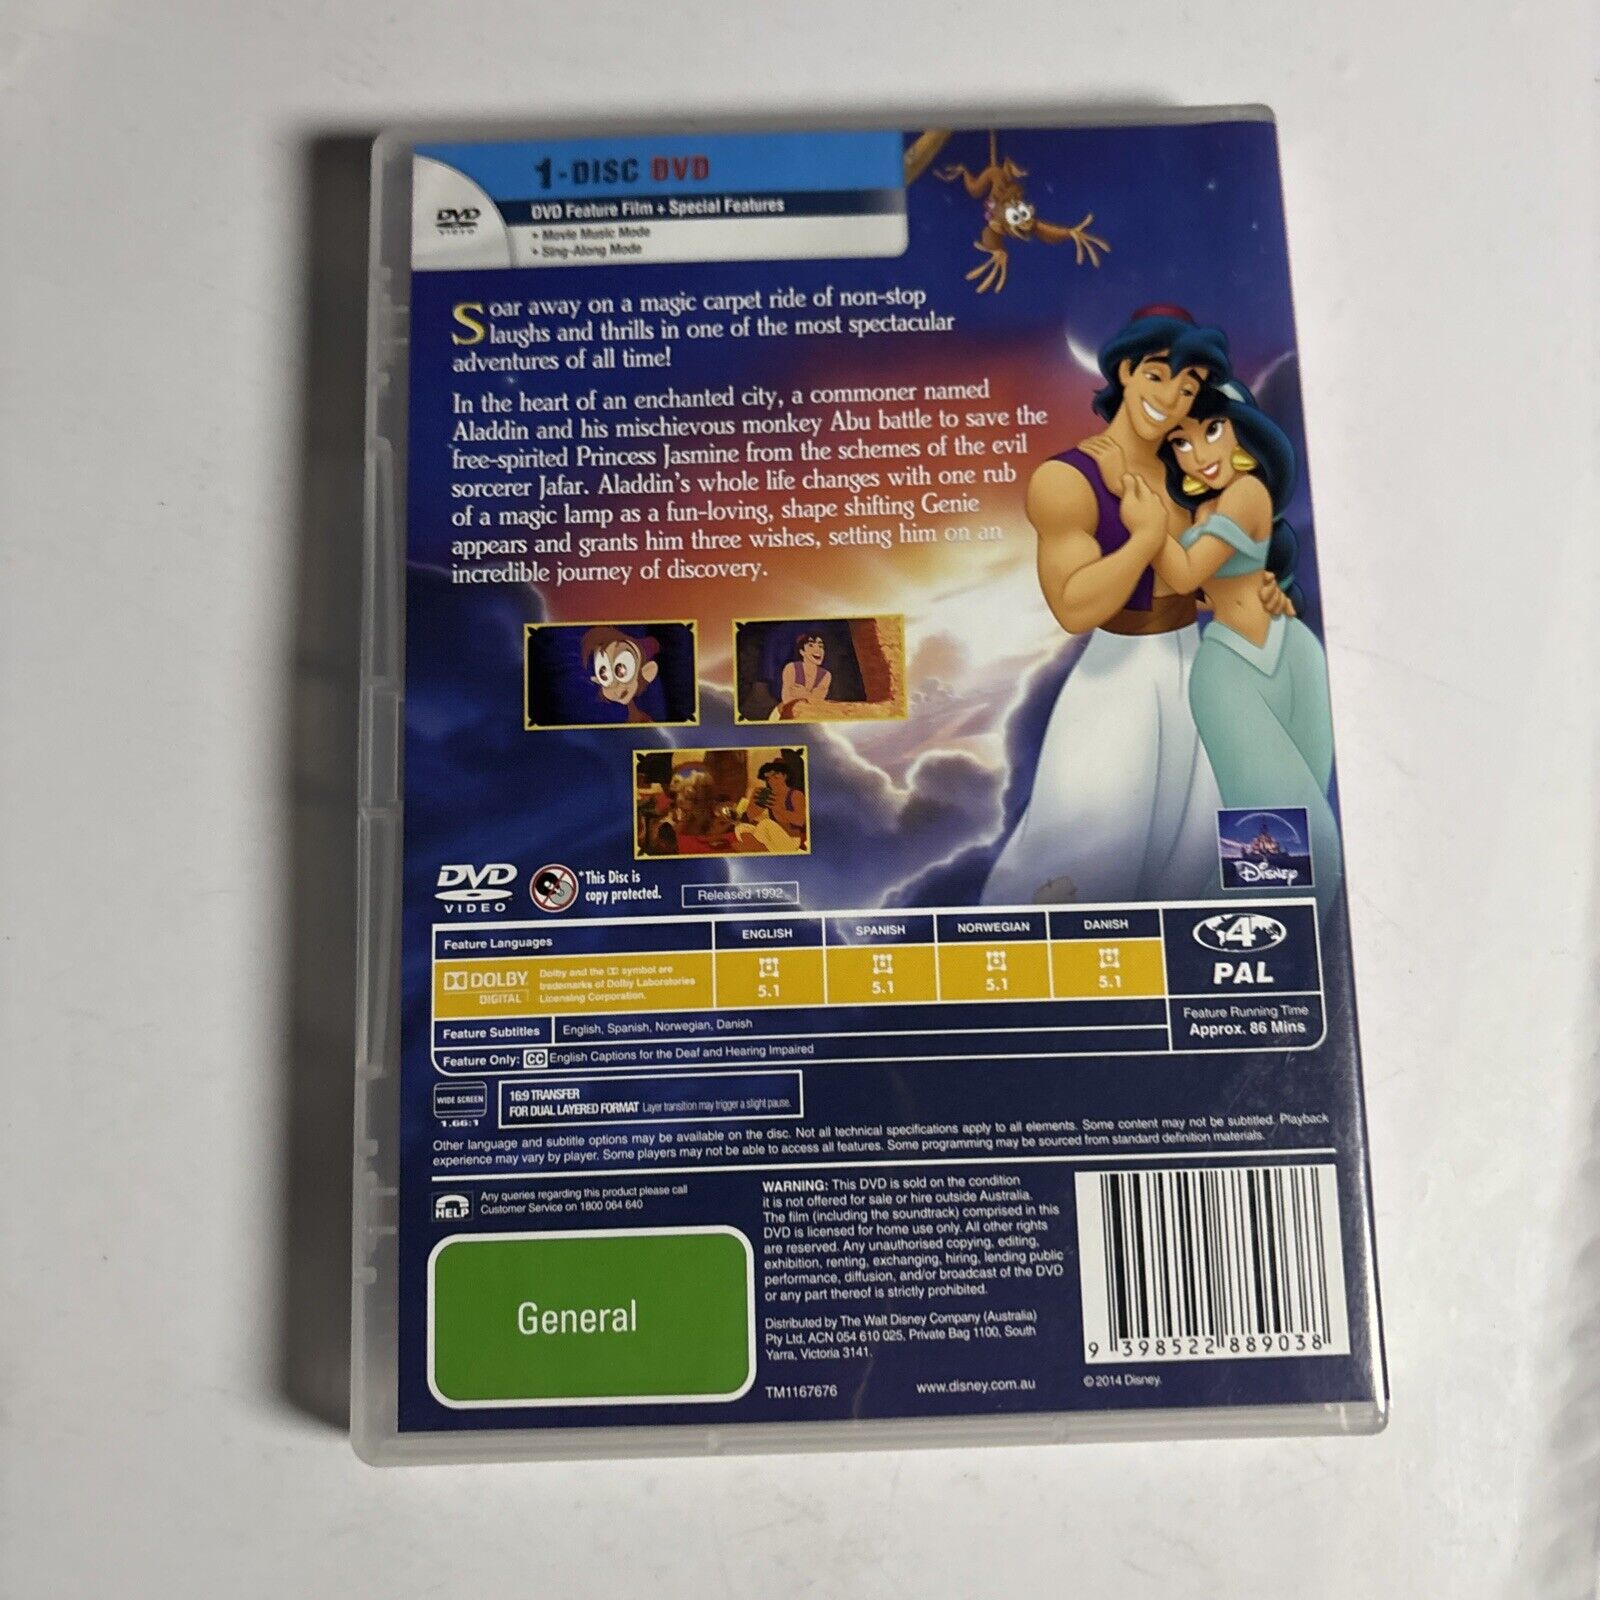 1-DISC DVD
DVD VIDEO
DVD Feature Film + Special Features
• Movie Music Mode
• Sing-Along Mode
Soar away on a magic carpet ride of non-stop
laughs and thrills in one of the most spectacular
adventures of all time!
In the heart of an enchanted city, a commoner named
Aladdin and his mischievous monkey Abu battle to save the
free-spirited Princess Jasmine from the schemes of the evil
sorcerer Jafar. Aladdin's whole life changes with one rub
of a magic lamp as a fun-loving, shape shifting Genie
appears and grants him three wishes, setting him on an
incredible journey of discovery.
Disney
DVD
VIDEO
*This Disc is
copy protected.
Released 1992
Feature Languages
ENGLISH
SPANISH
NORWEGIAN
DANISH
DOLBY
DIGITAL
Dolby and the DD symbol are
trademarks of Dolby Laboratories
Licensing Corporation.
5.1
5.1
5.1
5.1
4
PAL
Feature Running Time
Approx. 86 Mins
Feature Subtitles
English, Spanish, Norwegian, Danish
Feature Only: CC English Captions for the Deaf and Hearing Impaired
WIDE SCREEN
1.66:1
16:9 TRANSFER
FOR DUAL LAYERED FORMAT Layer transition may trigger a slight pause.
Other language and subtitle options may be available on the disc. Not all technical specifications apply to all elements. Some content may not be subtitled. Playback
experience may vary by player. Some players may not be able to access all features. Some programming may be sourced from standard definition materials.
HELP
Any queries regarding this product please call
Customer Service on 1800 064 640
General
WARNING: This DVD is sold on the condition
it is not offered for sale or hire outside Australia.
The film (including the soundtrack) comprised in this
DVD is licensed for home use only. All other rights
are reserved. Any unauthorised copying, editing,
exhibition, renting, exchanging, hiring, lending public
performance, diffusion, and/or broadcast of the DVD
or any part thereof is strictly prohibited.
Distributed by The Walt Disney Company (Australia)
Pty Ltd, ACN 054 610 025, Private Bag 1100, South
Yarra, Victoria 3141.
TM1167676
www.disney.com.au
9 398522 889038
© 2014 Disney.